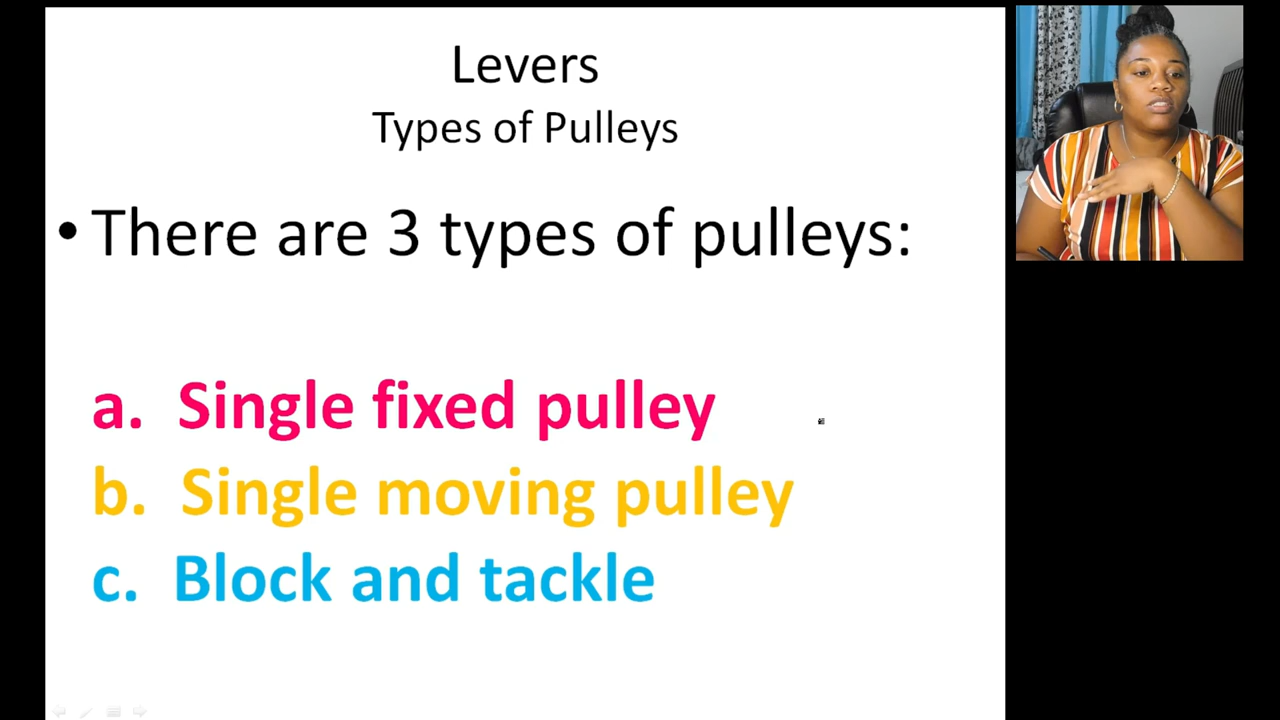 Levers
Types of Pulleys
• There are 3 types of pulleys:
a. Single fixed pulley
b. Single moving pulley
c. Block and tackle